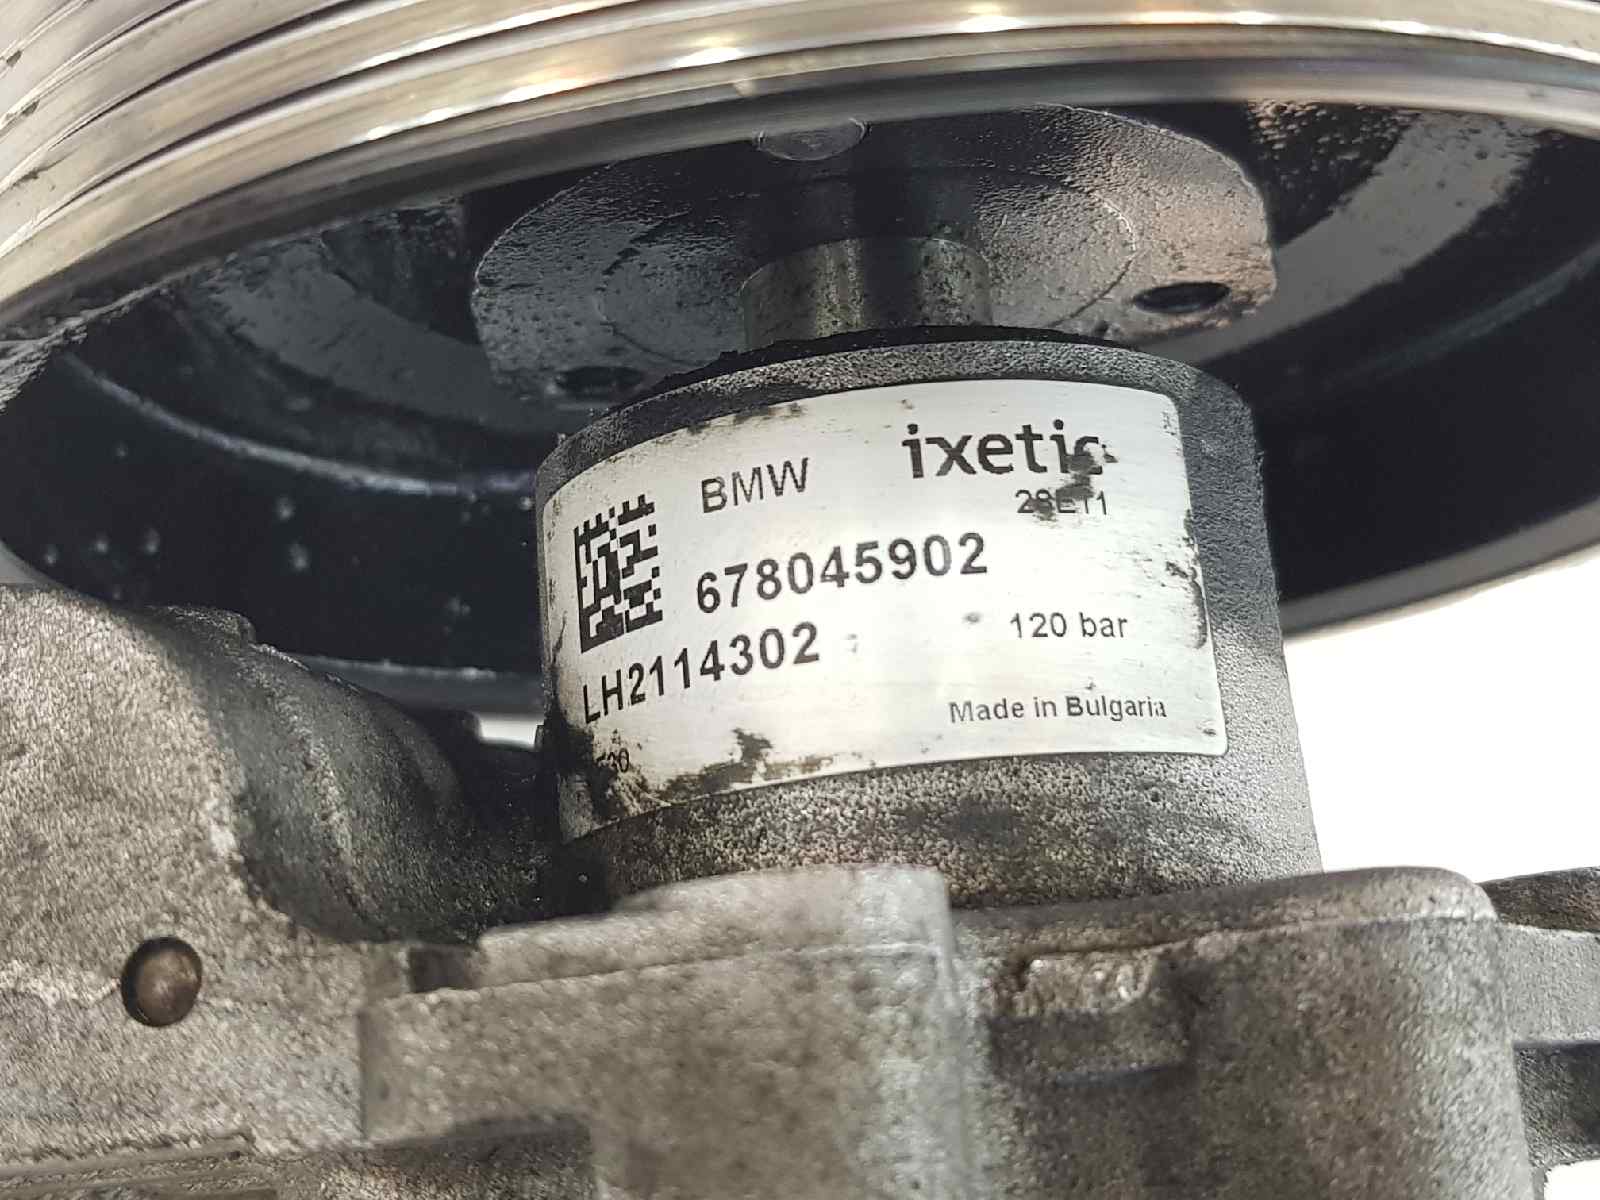 BMW ixetic
678045902
LH2114302
120 bar
Made in Bulgaria